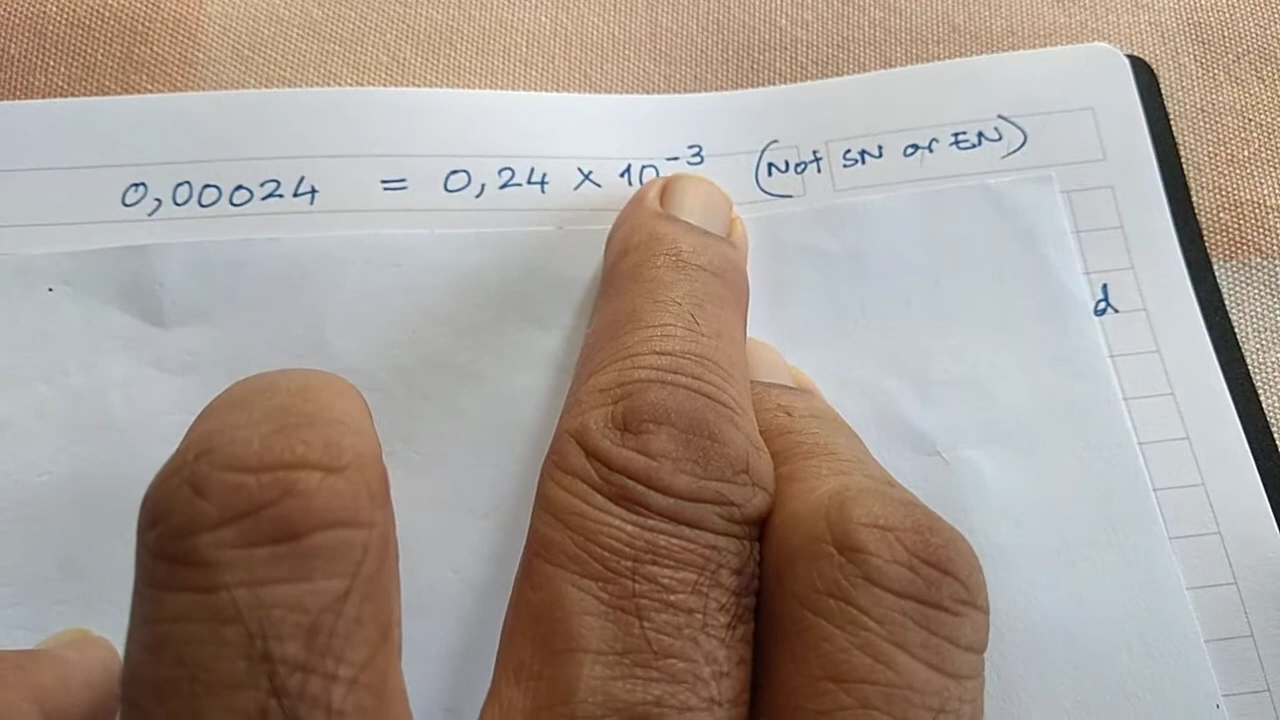 0,00024 = 0,24 × 10⁻³ (Not SN or EN)
d